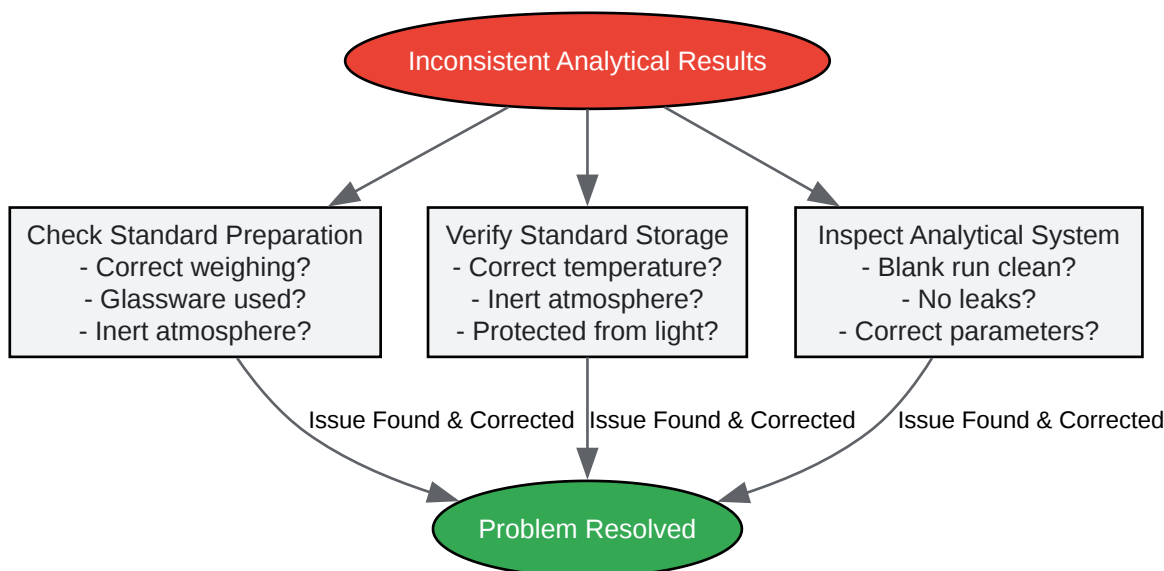 Inconsistent Analytical Results
Check Standard Preparation
- Correct weighing?
- Glassware used?
- Inert atmosphere?
Verify Standard Storage
- Correct temperature?
- Inert atmosphere?
- Protected from light?
Inspect Analytical System
- Blank run clean?
- No leaks?
- Correct parameters?
Issue Found & Corrected
Issue Found & Corrected
Issue Found & Corrected
Problem Resolved